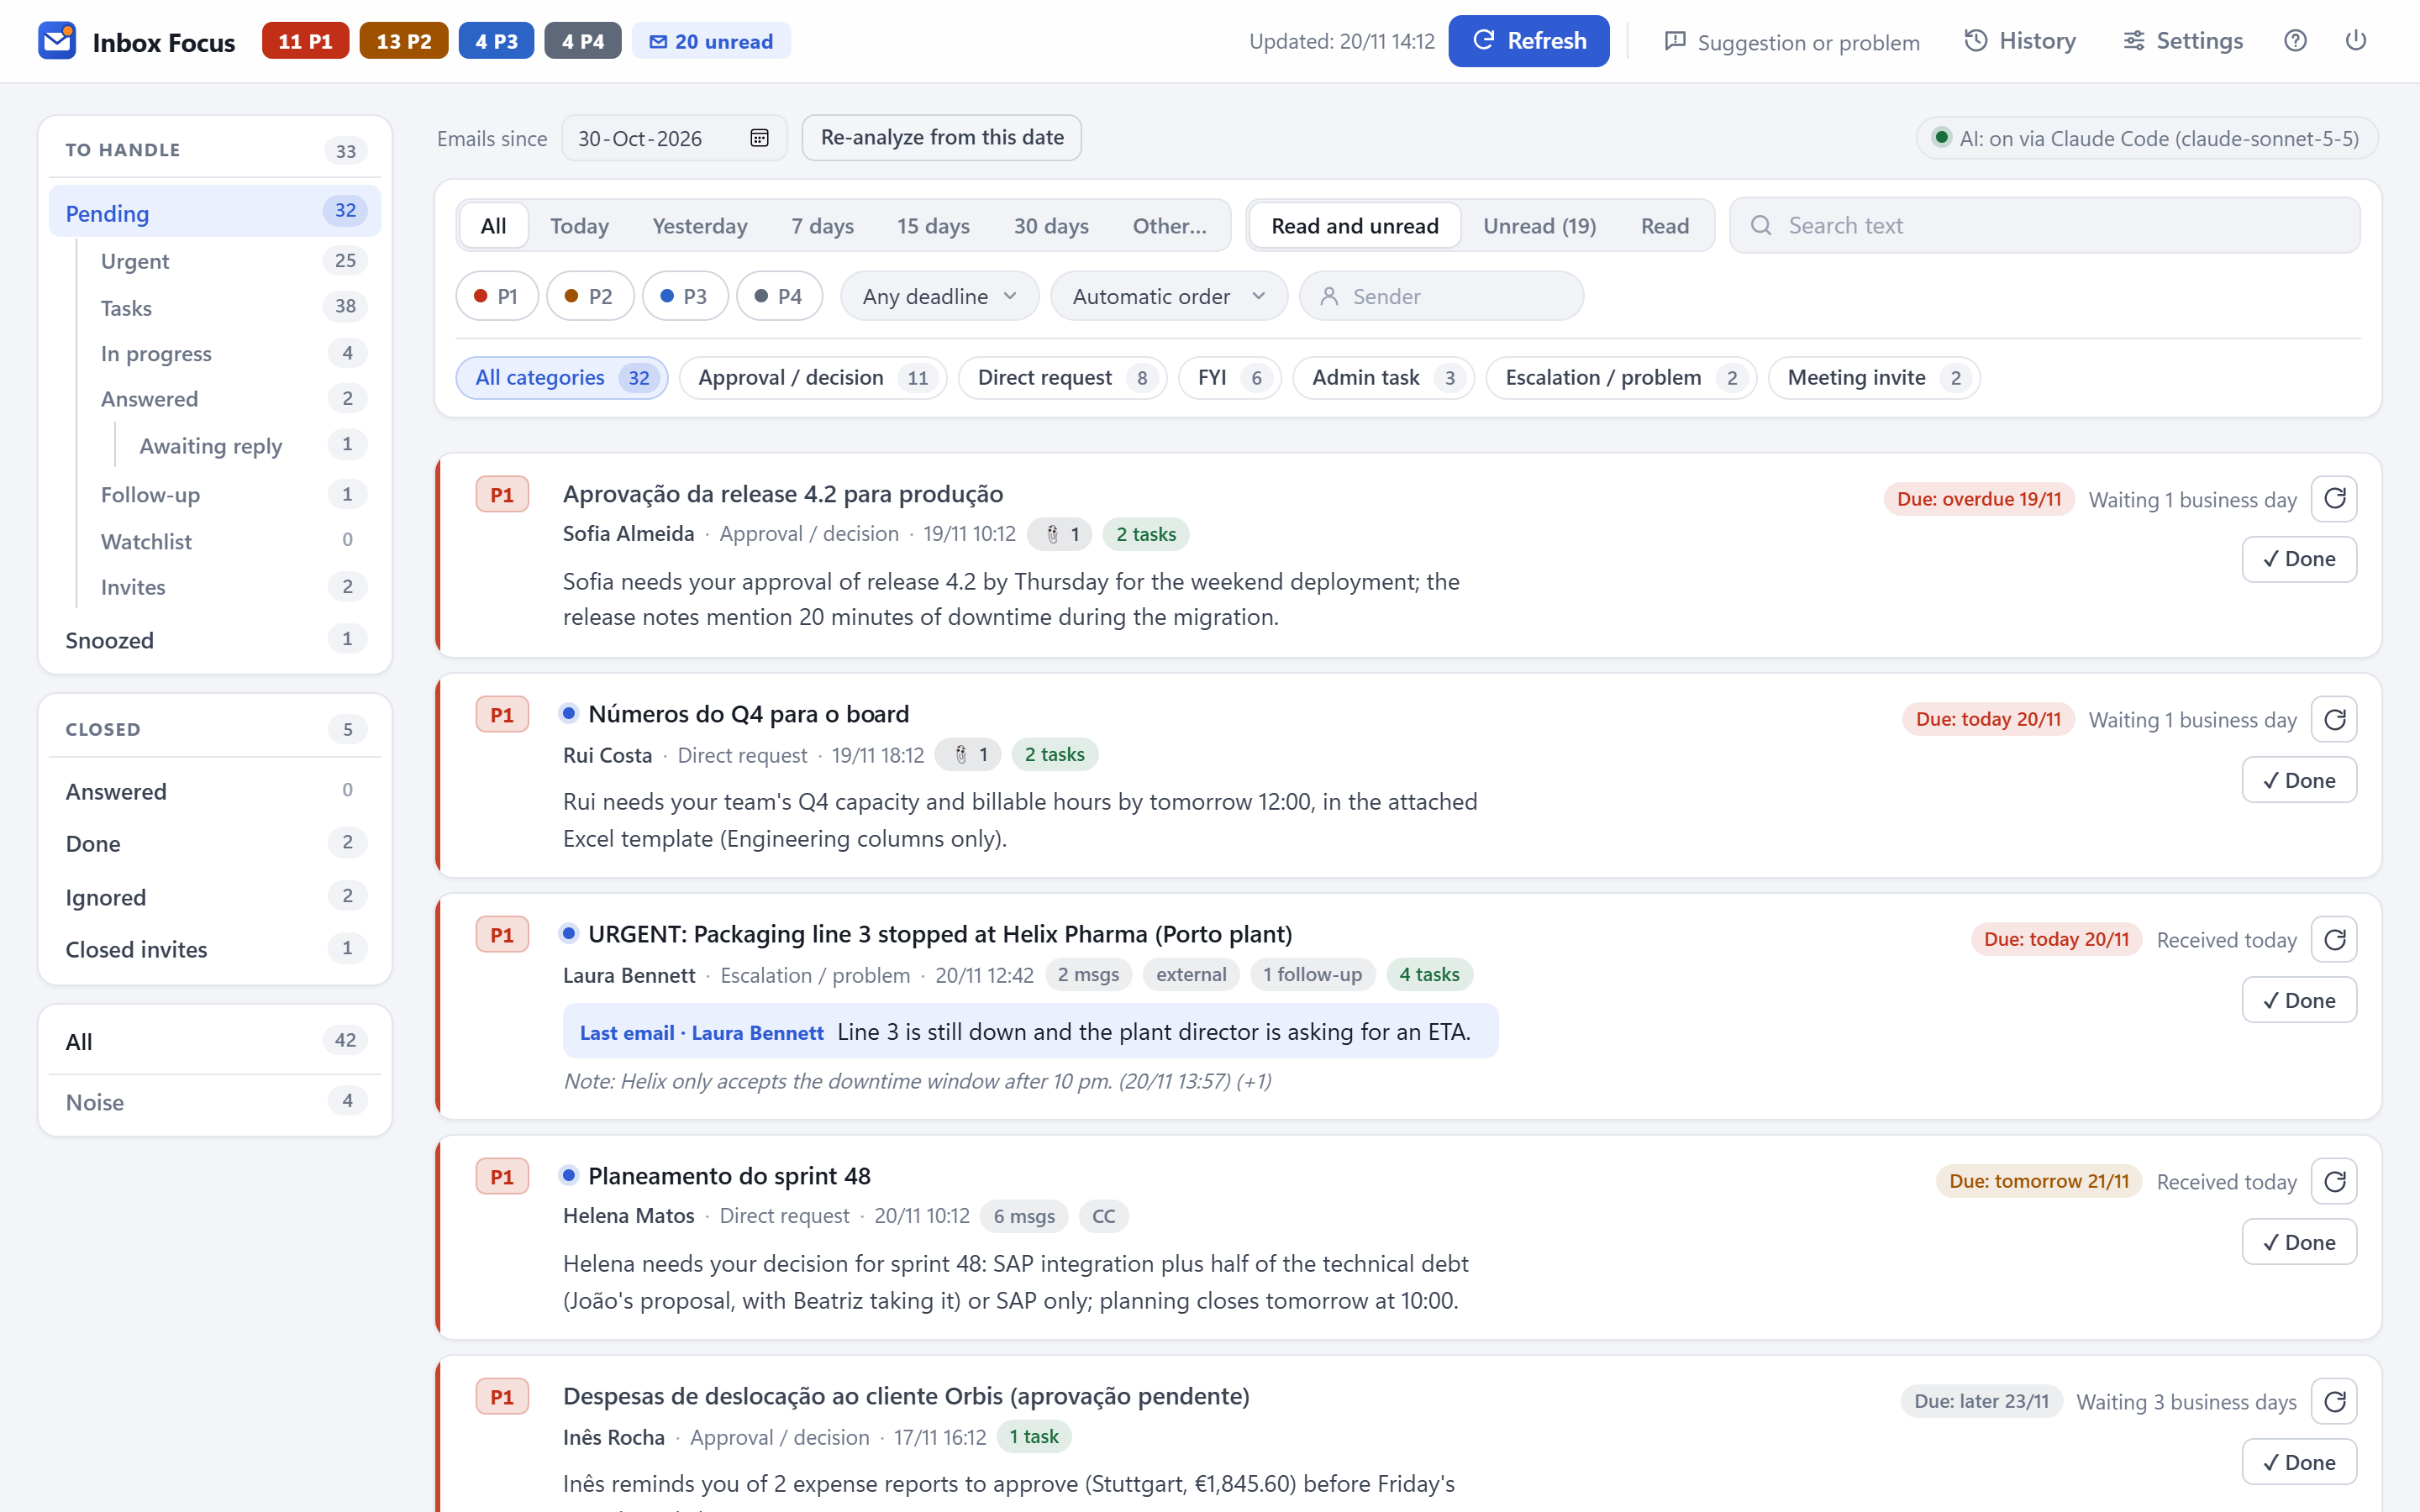 Inbox Focus 11 P1 13 P2 4 P3 4 P4 20 unread Updated: 20/11 14:12 Refresh Suggestion or problem History Settings
TO HANDLE 33
Pending 32
Urgent 25
Tasks 38
In progress 4
Answered 2
Awaiting reply 1
Follow-up 1
Watchlist 0
Invites 2
Snoozed 1
CLOSED 5
Answered 0
Done 2
Ignored 2
Closed invites 1
All 42
Noise 4
Emails since 30-Oct-2026 Re-analyze from this date AI: on via Claude Code (claude-sonnet-5-5)
All Today Yesterday 7 days 15 days 30 days Other... Read and unread Unread (19) Read Search text
P1 P2 P3 P4 Any deadline Automatic order Sender
All categories 32 Approval / decision 11 Direct request 8 FYI 6 Admin task 3 Escalation / problem 2 Meeting invite 2
P1 Aprovação da release 4.2 para produção Due: overdue 19/11 Waiting 1 business day
Sofia Almeida · Approval / decision · 19/11 10:12 1 2 tasks
✓ Done
Sofia needs your approval of release 4.2 by Thursday for the weekend deployment; the
release notes mention 20 minutes of downtime during the migration.
P1 Números do Q4 para o board Due: today 20/11 Waiting 1 business day
Rui Costa · Direct request · 19/11 18:12 1 2 tasks
✓ Done
Rui needs your team's Q4 capacity and billable hours by tomorrow 12:00, in the attached
Excel template (Engineering columns only).
P1 URGENT: Packaging line 3 stopped at Helix Pharma (Porto plant) Due: today 20/11 Received today
Laura Bennett · Escalation / problem · 20/11 12:42 2 msgs external 1 follow-up 4 tasks
✓ Done
Last email · Laura Bennett Line 3 is still down and the plant director is asking for an ETA.
Note: Helix only accepts the downtime window after 10 pm. (20/11 13:57) (+1)
P1 Planeamento do sprint 48 Due: tomorrow 21/11 Received today
Helena Matos · Direct request · 20/11 10:12 6 msgs CC
✓ Done
Helena needs your decision for sprint 48: SAP integration plus half of the technical debt
(João's proposal, with Beatriz taking it) or SAP only; planning closes tomorrow at 10:00.
P1 Despesas de deslocação ao cliente Orbis (aprovação pendente) Due: later 23/11 Waiting 3 business days
Inês Rocha · Approval / decision · 17/11 16:12 1 task
✓ Done
Inês reminds you of 2 expense reports to approve (Stuttgart, €1,845.60) before Friday's